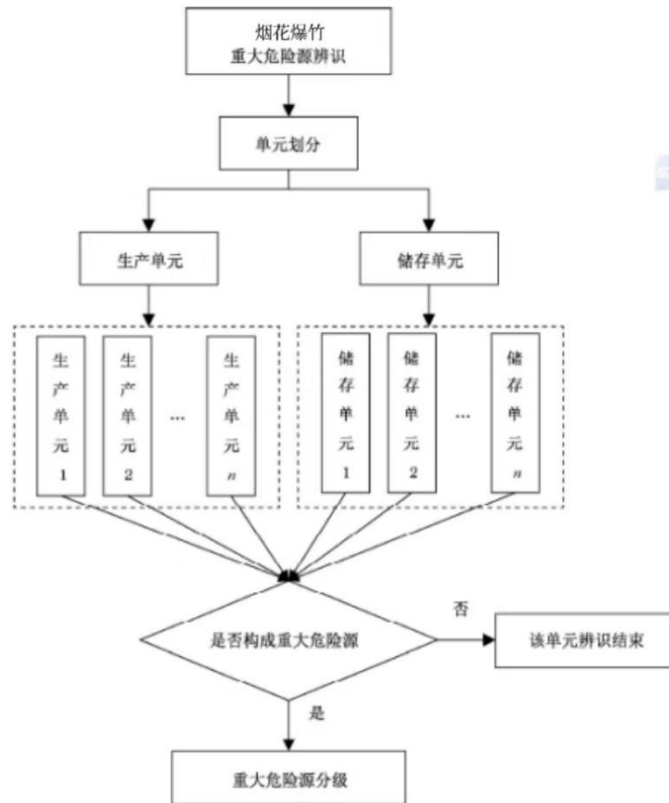 烟花爆竹
重大危险源辨识
单元划分
生产单元
储存单元
生产单元1
生产单元2
...
生产单元n
储存单元1
储存单元2
...
储存单元n
是否构成重大危险源
否
该单元辨识结束
是
重大危险源分级